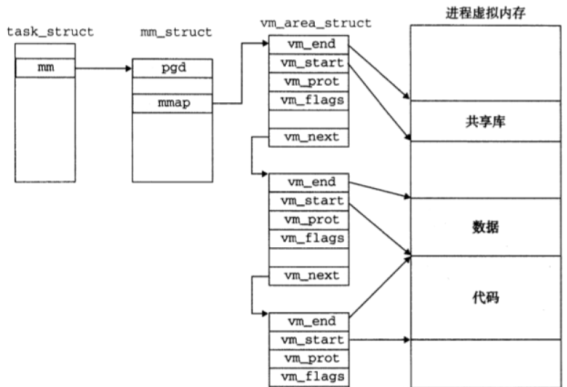 进程虚拟内存
task_struct
mm_struct
vm_area_struct
mm
pgd
mmap
vm_end
vm_start
vm_prot
vm_flags
vm_next
共享库
vm_end
vm_start
vm_prot
vm_flags
vm_next
数据
代码
vm_end
vm_start
vm_prot
vm_flags